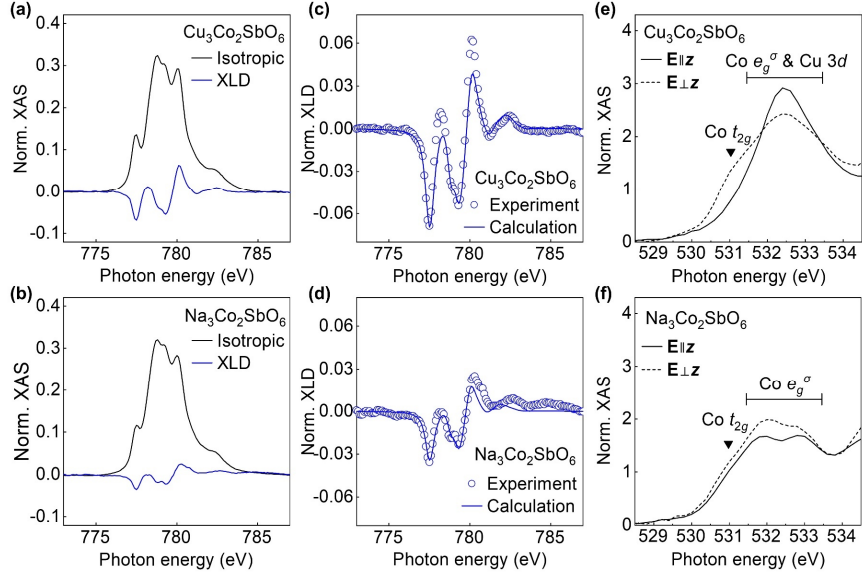 (a)
Cu₃Co₂SbO₆
Isotropic
XLD
Norm. XAS
0.4
0.3
0.2
0.1
0.0
-0.1
775
780
785
Photon energy (eV)
(c)
Norm. XLD
0.06
0.03
0.00
-0.03
-0.06
Cu₃Co₂SbO₆
Experiment
Calculation
775
780
785
Photon energy (eV)
(e)
Cu₃Co₂SbO₆
E∥z
E⊥z
Co e_g^σ & Cu 3d
Co t₂g
Norm. XAS
4
3
2
1
0
529
530
531
532
533
534
Photon energy (eV)
(b)
Na₃Co₂SbO₆
Isotropic
XLD
Norm. XAS
0.4
0.3
0.2
0.1
0.0
-0.1
775
780
785
Photon energy (eV)
(d)
Norm. XLD
0.06
0.03
0.00
-0.03
-0.06
Na₃Co₂SbO₆
Experiment
Calculation
775
780
785
Photon energy (eV)
(f)
Na₃Co₂SbO₆
E∥z
E⊥z
Co e_g^σ
Co t₂g
Norm. XAS
4
3
2
1
0
529
530
531
532
533
534
Photon energy (eV)